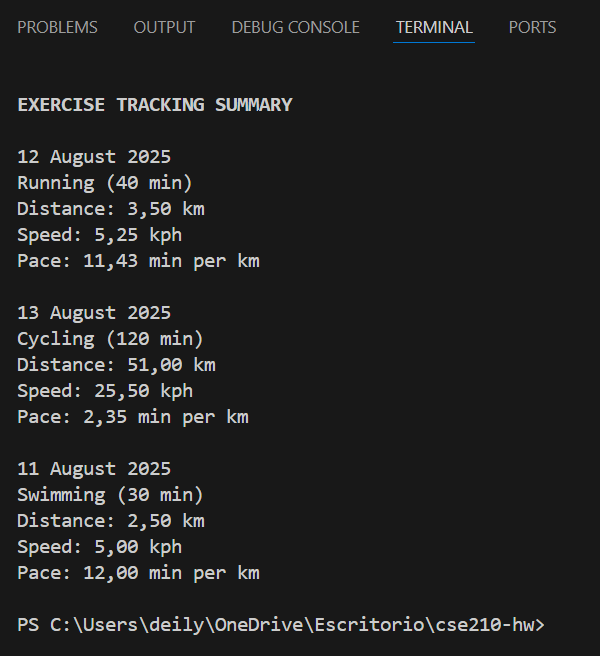 PROBLEMS OUTPUT DEBUG CONSOLE TERMINAL PORTS
EXERCISE TRACKING SUMMARY
12 August 2025
Running (40 min)
Distance: 3,50 km
Speed: 5,25 kph
Pace: 11,43 min per km
13 August 2025
Cycling (120 min)
Distance: 51,00 km
Speed: 25,50 kph
Pace: 2,35 min per km
11 August 2025
Swimming (30 min)
Distance: 2,50 km
Speed: 5,00 kph
Pace: 12,00 min per km
PS C:\Users\deily\OneDrive\Escritorio\cse210-hw>